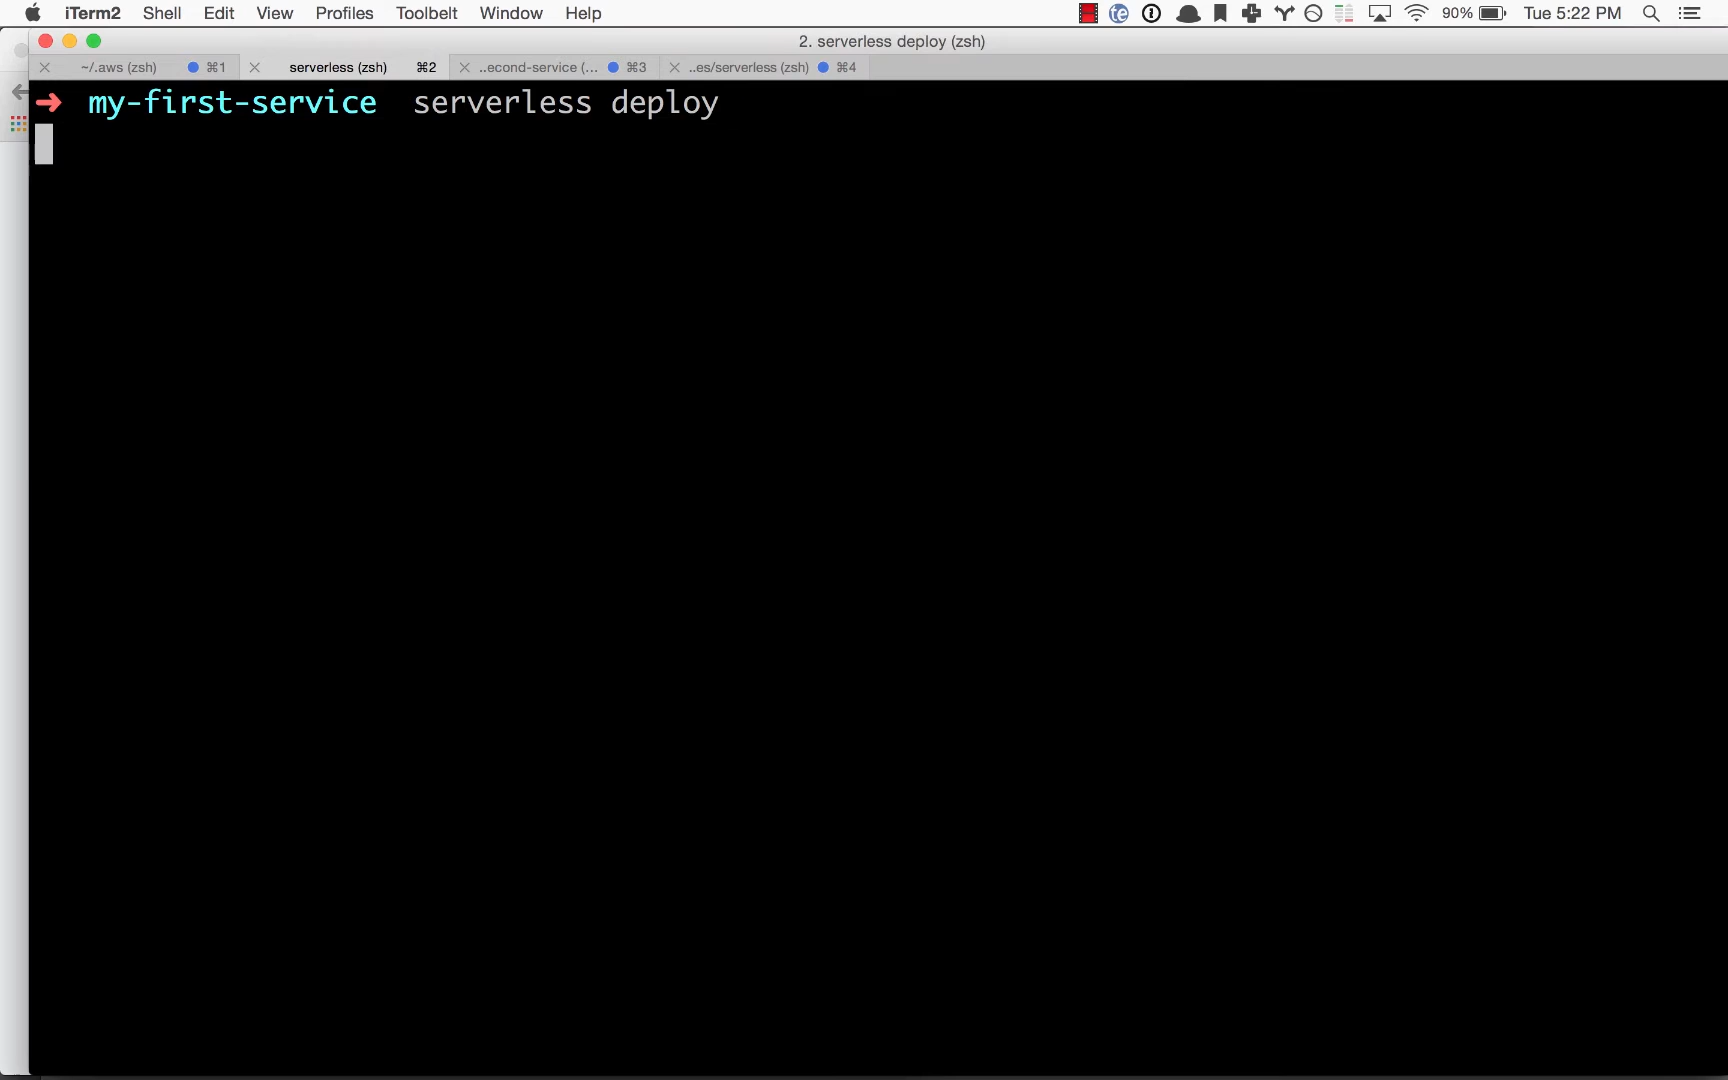 iTerm2 Shell Edit View Profiles Toolbelt Window Help te 90% Tue 5:22 PM
2. serverless deploy (zsh)
~/.aws (zsh) ⌘1 serverless (zsh) ⌘2 ..econd-service (... ⌘3 ..es/serverless (zsh) ⌘4
➜ my-first-service serverless deploy